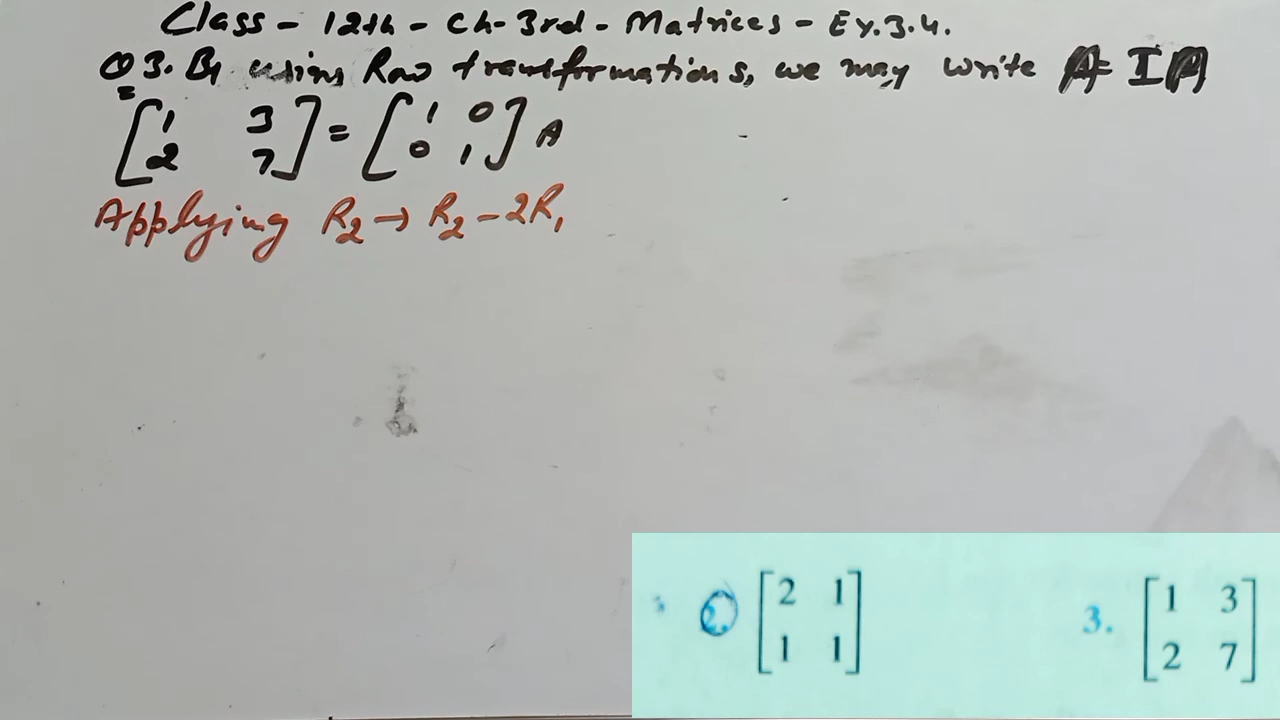 Class - 12th - Ch-3rd - Matrices - Ex.3.4.
Q3. By using Row transformations, we may write A = IA
[1 3] = [1 0] A
[2 7] [0 1]
Applying R₂ → R₂ - 2R₁
2. [2 1] 3. [1 3]
[1 1] [2 7]